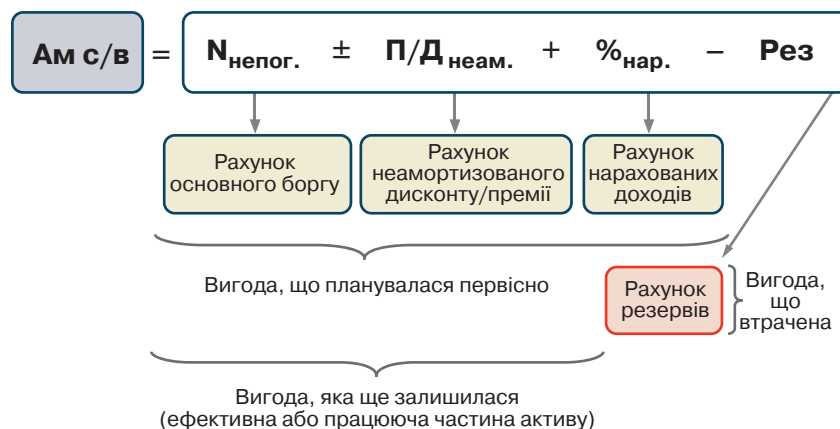 Ам с/в = Nнепог. ± П/Д неам. + %нар. – Рез
Рахунок
основного боргу
Рахунок
неамортизованого
дисконту/премії
Рахунок
нарахованих
доходів
Вигода, що планувалася первісно
Рахунок
резервів
Вигода,
що
втрачена
Вигода, яка ще залишилася
(ефективна або працююча частина активу)